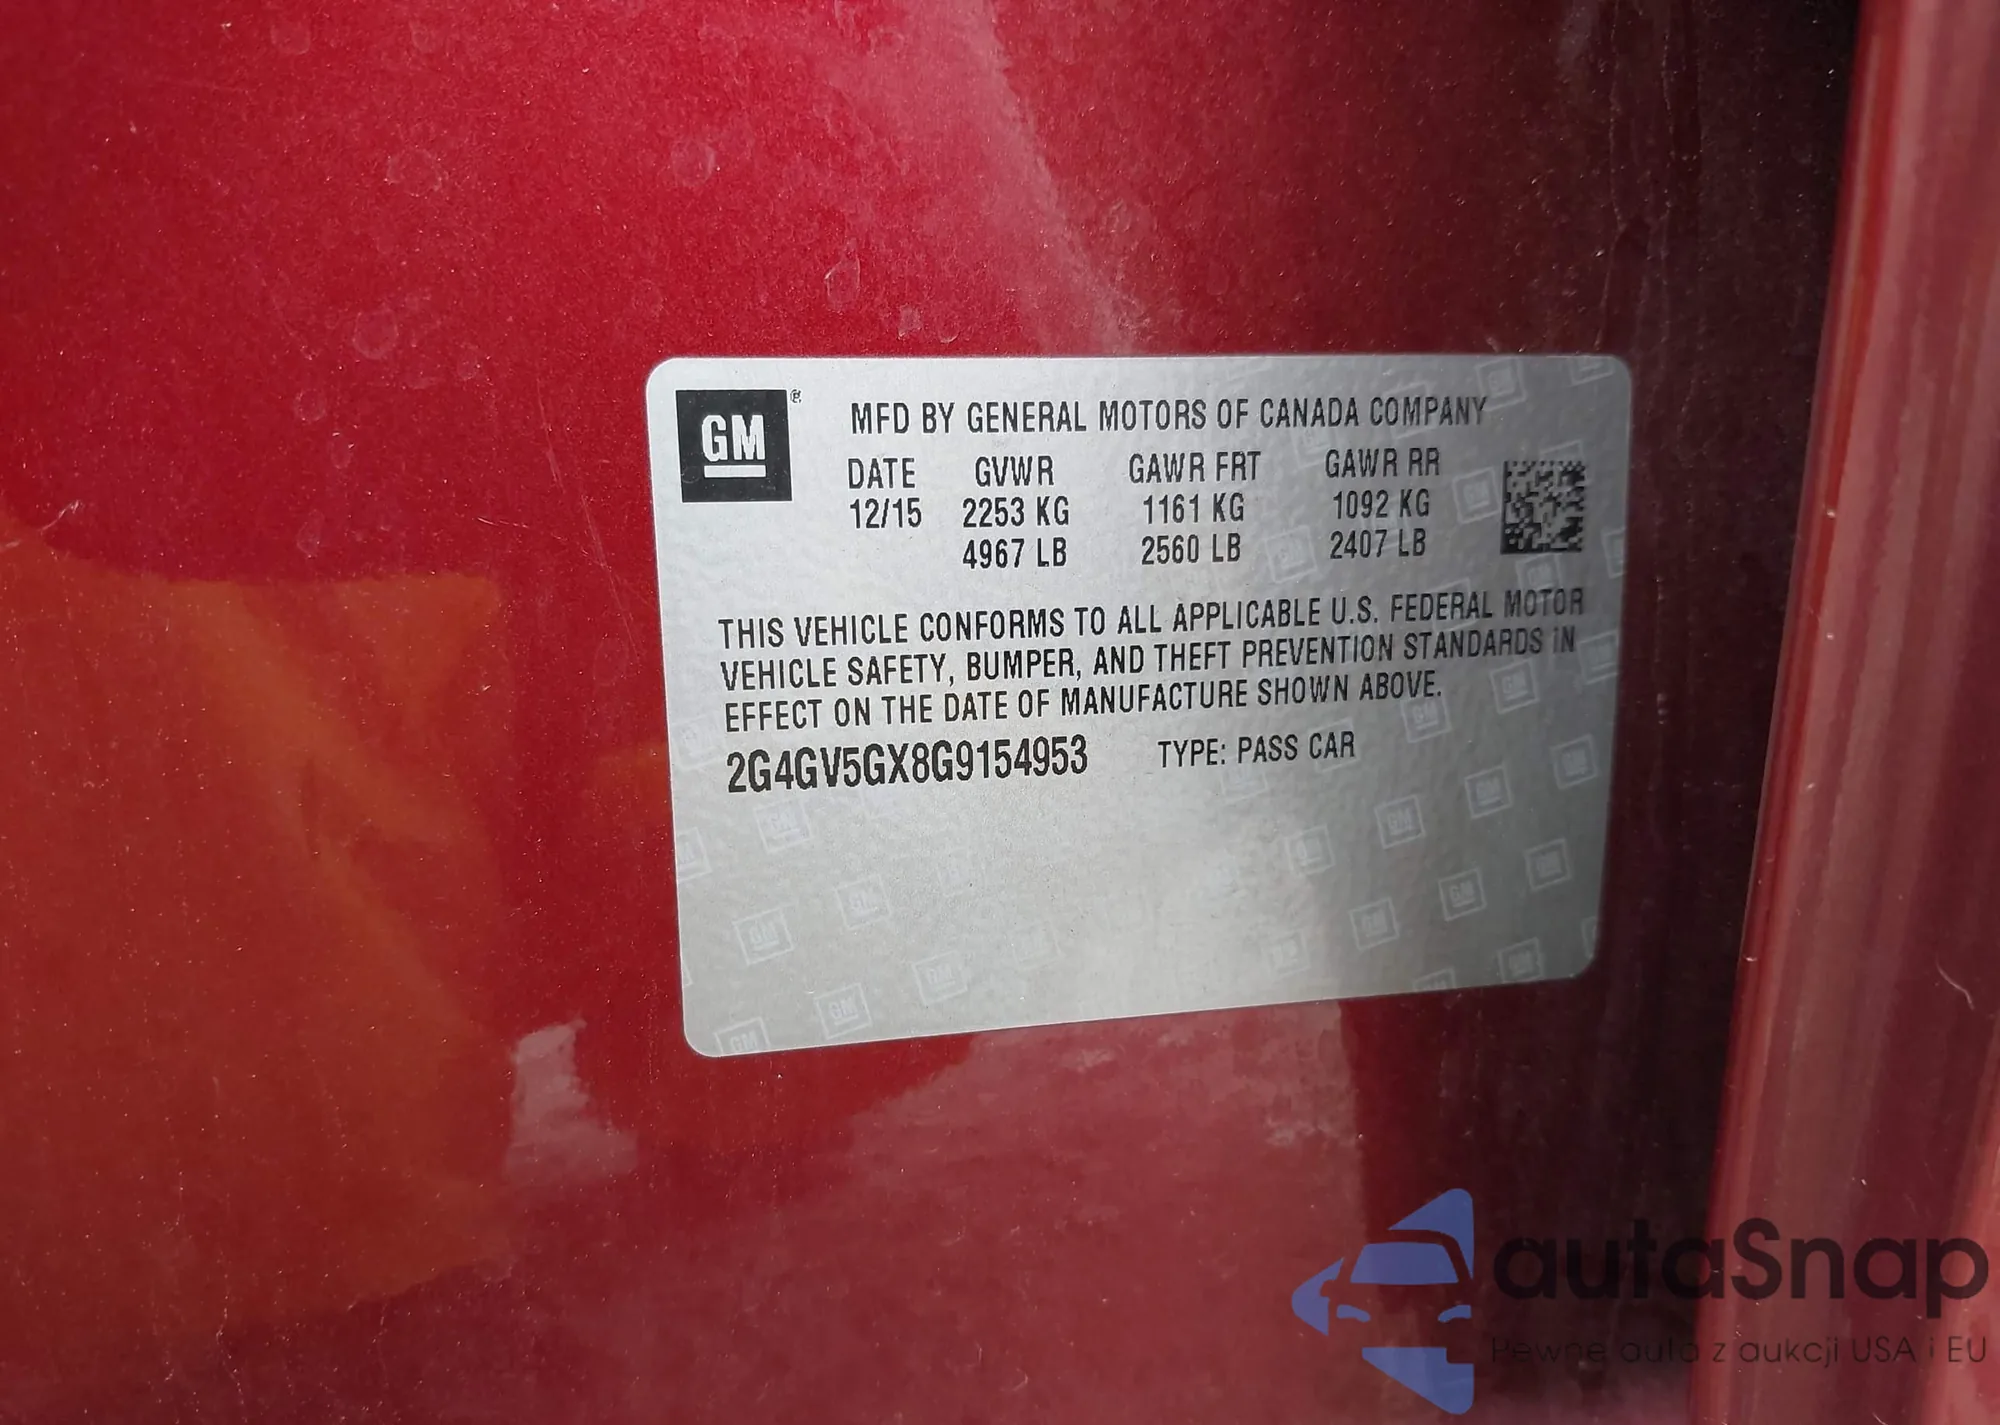 GM®
MFD BY GENERAL MOTORS OF CANADA COMPANY
DATE GVWR GAWR FRT GAWR RR
12/15 2253 KG 1161 KG 1092 KG
4967 LB 2560 LB 2407 LB
THIS VEHICLE CONFORMS TO ALL APPLICABLE U.S. FEDERAL MOTOR
VEHICLE SAFETY, BUMPER, AND THEFT PREVENTION STANDARDS IN
EFFECT ON THE DATE OF MANUFACTURE SHOWN ABOVE.
2G4GV5GX8G9154953 TYPE: PASS CAR
autaSnap
Pewne auta z aukcji USA i EU